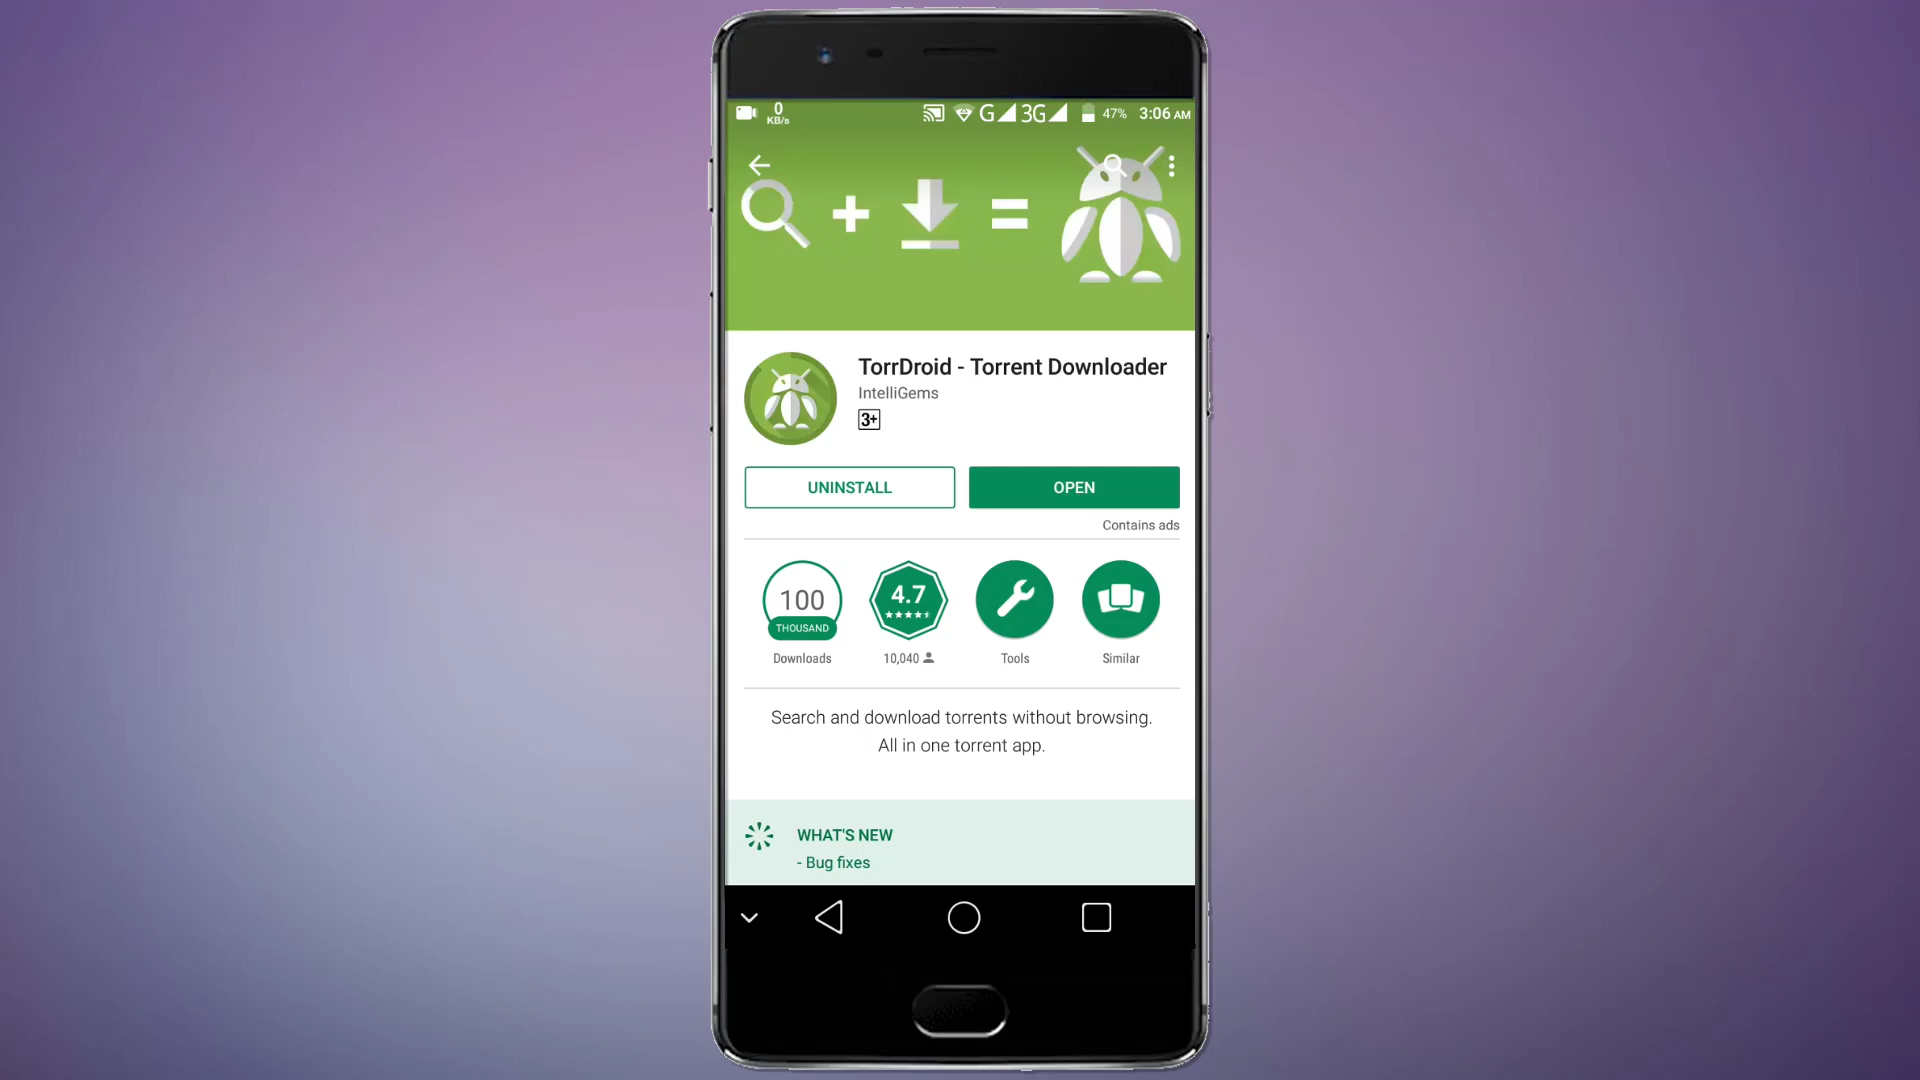 0
KB/s
G 3G 47% 3:06 AM
TorrDroid - Torrent Downloader
IntelliGems
3+
UNINSTALL
OPEN
Contains ads
100
THOUSAND
Downloads
4.7
10,040
Tools
Similar
Search and download torrents without browsing.
All in one torrent app.
WHAT'S NEW
- Bug fixes